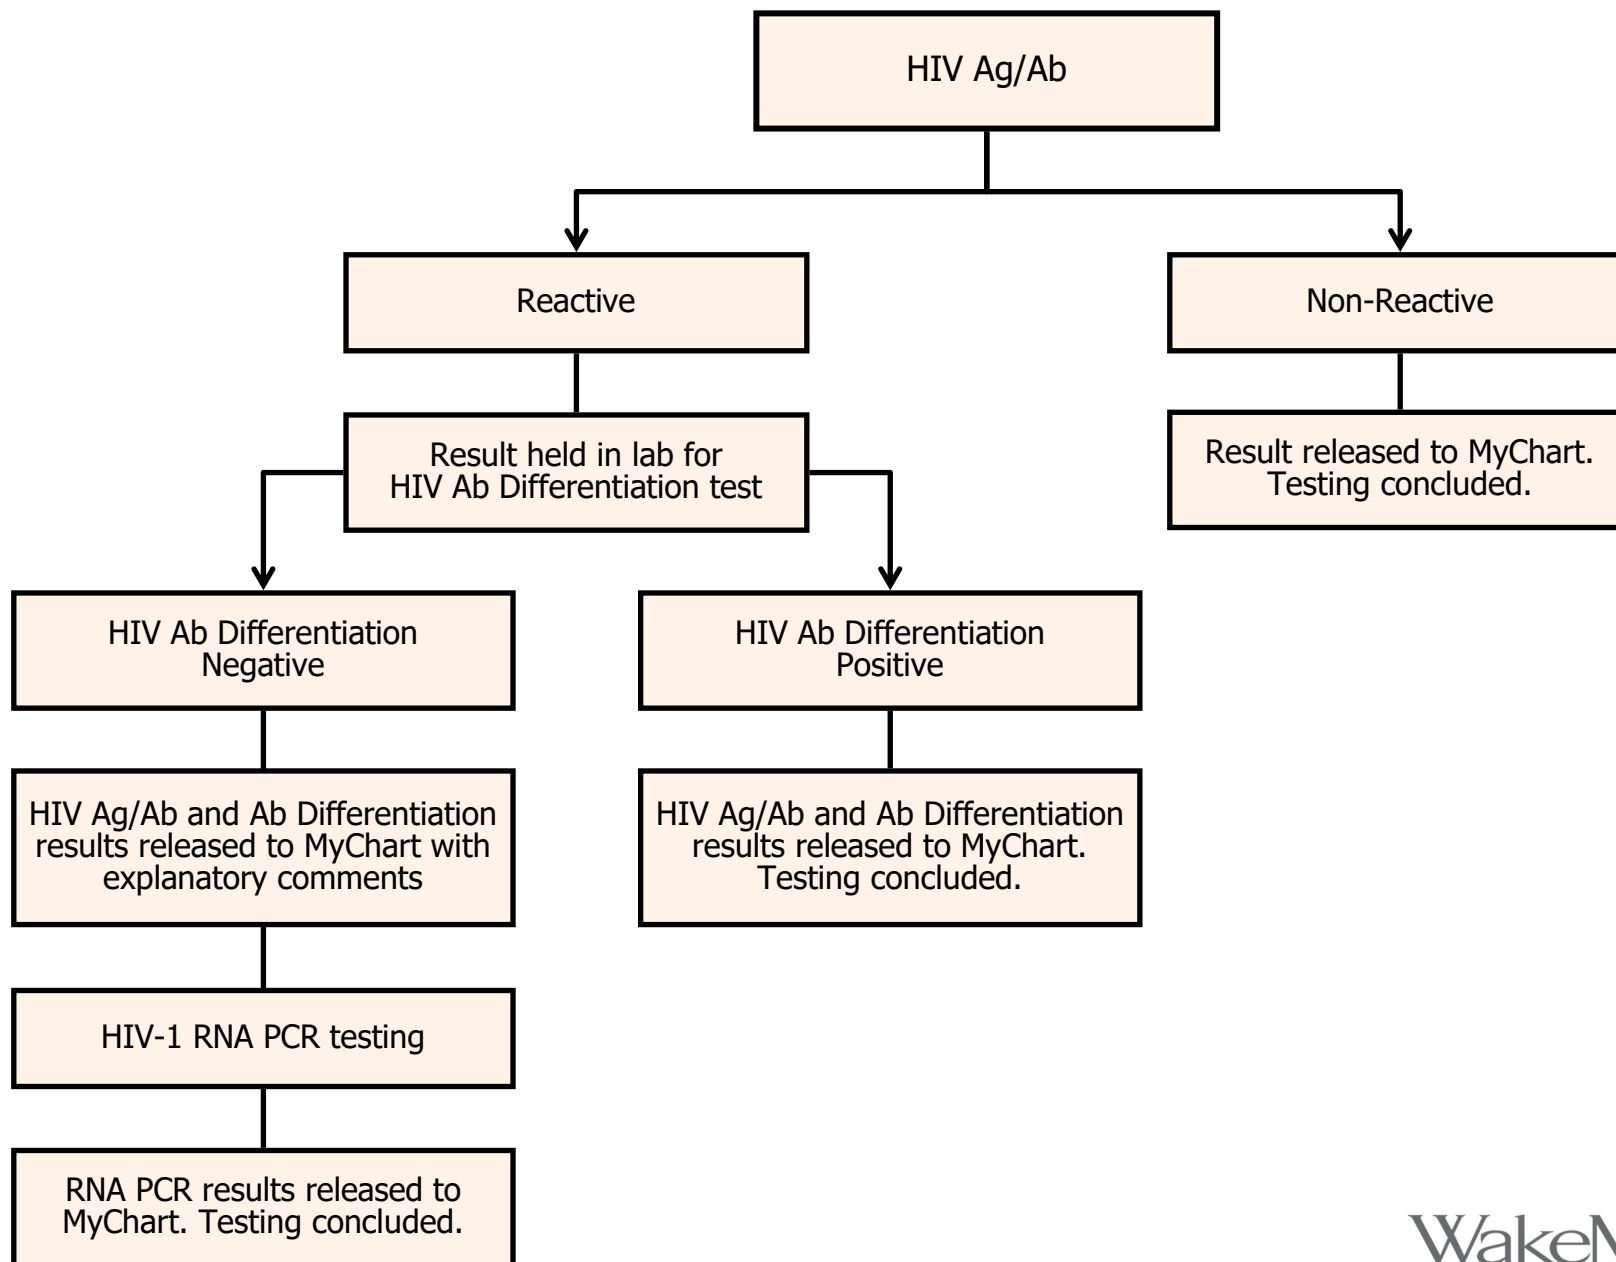 HIV Ag/Ab
Reactive
Non-Reactive
Result held in lab for
HIV Ab Differentiation test
Result released to MyChart.
Testing concluded.
HIV Ab Differentiation
Negative
HIV Ab Differentiation
Positive
HIV Ag/Ab and Ab Differentiation
results released to MyChart with
explanatory comments
HIV Ag/Ab and Ab Differentiation
results released to MyChart.
Testing concluded.
HIV-1 RNA PCR testing
RNA PCR results released to
MyChart. Testing concluded.